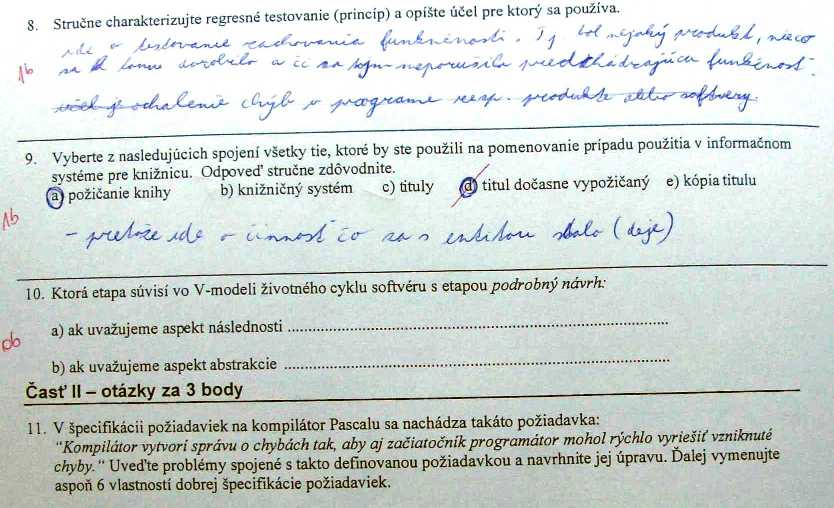 8. Stručne charakterizujte regresné testovanie (princíp) a opíšte účel pre ktorý sa používa.
ide o testovanie zachovania funkčnosti. Tj. bol nejaký produkt, niečo
1b
sa k tomu dorobilo a či sa tým neporušila predchádzajúca funkčnosť.
účel je odhalenie chýb v programe resp. produkte alebo softvery.
9. Vyberte z nasledujúcich spojení všetky tie, ktoré by ste použili na pomenovanie prípadu použitia v informačnom
systéme pre knižnicu. Odpoveď stručne zdôvodnite.
a) požičanie knihy b) knižničný systém c) tituly d) titul dočasne vypožičaný e) kópia titulu
1b
- pretože ide o činnosť čo sa s entitou stalo (deje)
10. Ktorá etapa súvisí vo V-modeli životného cyklu softvéru s etapou podrobný návrh:
a) ak uvažujeme aspekt následnosti
0b
b) ak uvažujeme aspekt abstrakcie
Časť II – otázky za 3 body
11. V špecifikácii požiadaviek na kompilátor Pascalu sa nachádza takáto požiadavka:
"Kompilátor vytvorí správu o chybách tak, aby aj začiatočník programátor mohol rýchlo vyriešiť vzniknuté
chyby." Uveďte problémy spojené s takto definovanou požiadavkou a navrhnite jej úpravu. Ďalej vymenujte
aspoň 6 vlastností dobrej špecifikácie požiadaviek.